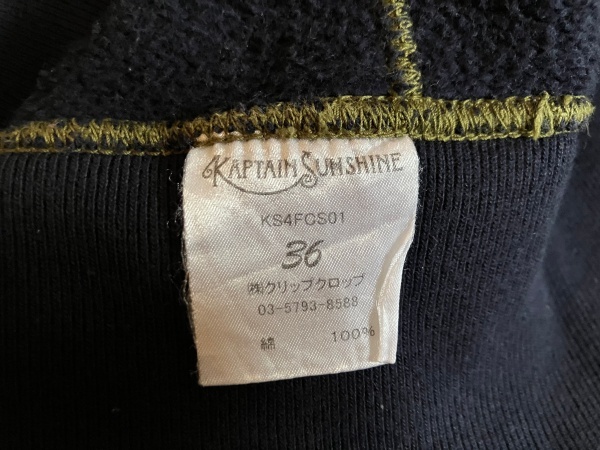 KAPTAIN SUNSHINE
KS4FCS01
36
㈱クリップクロップ
03-5793-8588
綿 100%